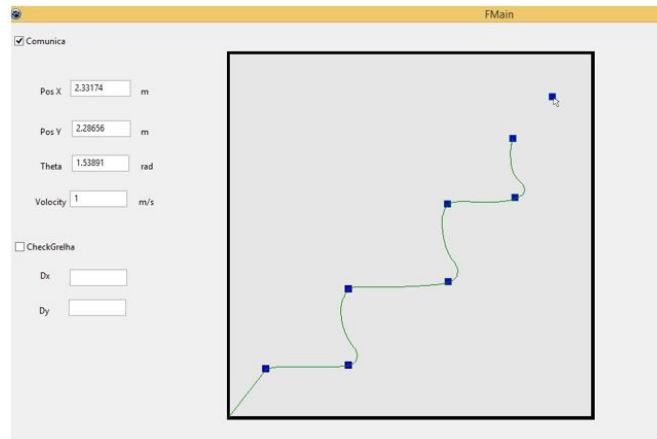 FMain
Comunica
Pos X 2.33174 m
Pos Y 2.28656 m
Theta 1.53891 rad
Volocity 1 m/s
CheckGrelha
Dx
Dy